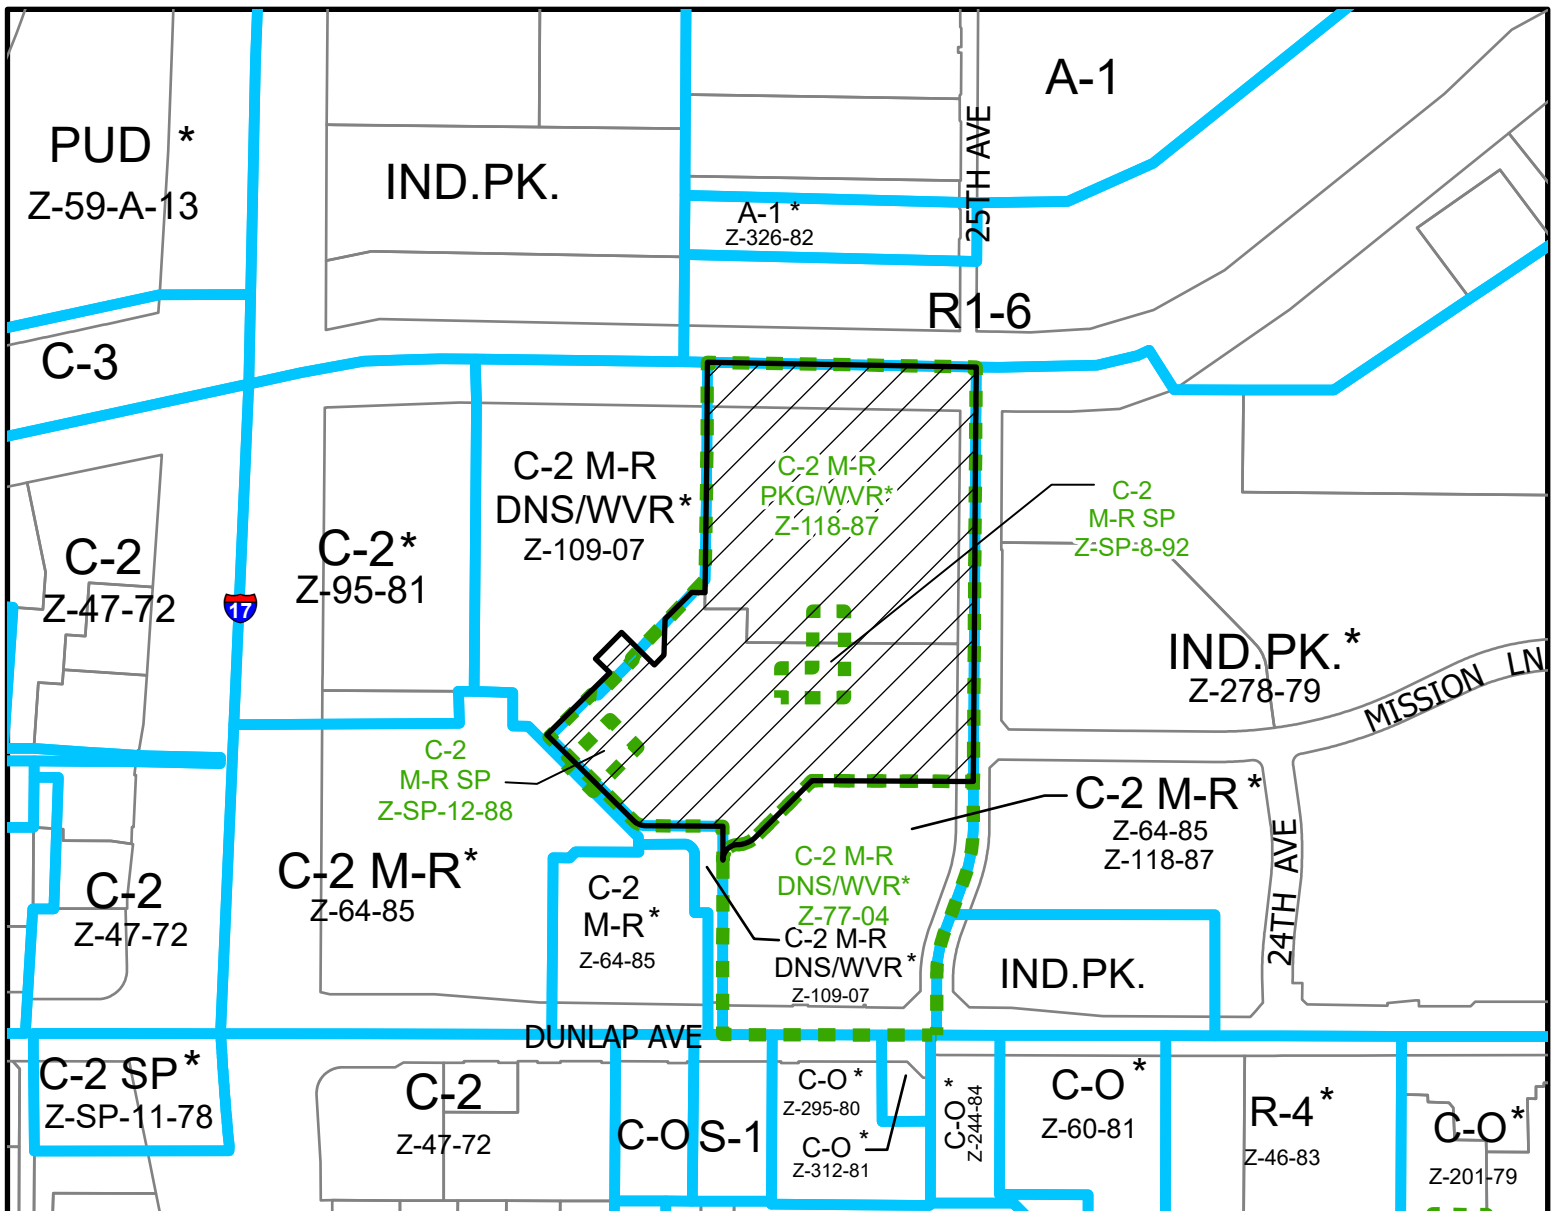 A-1
PUD *
Z-59-A-13
IND.PK.
25TH AVE
A-1 *
Z-326-82
R1-6
C-3
C-2 M-R
DNS/WVR*
Z-109-07
C-2 M-R
PKG/WVR*
Z-118-87
C-2
M-R SP
Z-SP-8-92
C-2
Z-47-72
17
C-2*
Z-95-81
IND.PK.*
Z-278-79
MISSION LN
C-2
M-R SP
Z-SP-12-88
C-2 M-R *
Z-64-85
Z-118-87
24TH AVE
C-2
Z-47-72
C-2 M-R*
Z-64-85
C-2
M-R *
Z-64-85
C-2 M-R
DNS/WVR*
Z-77-04
C-2 M-R
DNS/WVR *
Z-109-07
IND.PK.
DUNLAP AVE
C-2 SP *
Z-SP-11-78
C-2
Z-47-72
C-O
S-1
C-O *
Z-295-80
C-O *
Z-312-81
C-O *
Z-244-84
C-O *
Z-60-81
R-4 *
Z-46-83
C-O *
Z-201-79